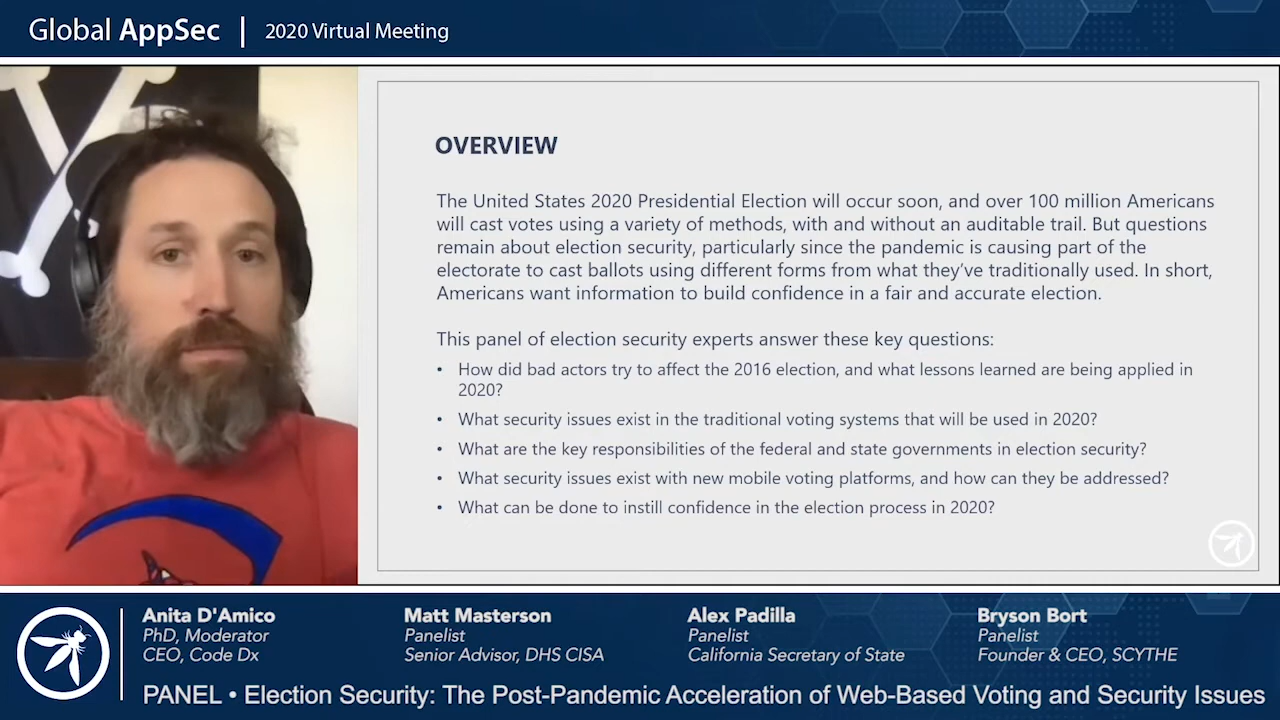 Global AppSec | 2020 Virtual Meeting
OVERVIEW
The United States 2020 Presidential Election will occur soon, and over 100 million Americans
will cast votes using a variety of methods, with and without an auditable trail. But questions
remain about election security, particularly since the pandemic is causing part of the
electorate to cast ballots using different forms from what they’ve traditionally used. In short,
Americans want information to build confidence in a fair and accurate election.
This panel of election security experts answer these key questions:
• How did bad actors try to affect the 2016 election, and what lessons learned are being applied in
2020?
• What security issues exist in the traditional voting systems that will be used in 2020?
• What are the key responsibilities of the federal and state governments in election security?
• What security issues exist with new mobile voting platforms, and how can they be addressed?
• What can be done to instill confidence in the election process in 2020?
Anita D'Amico
PhD, Moderator
CEO, Code Dx
Matt Masterson
Panelist
Senior Advisor, DHS CISA
Alex Padilla
Panelist
California Secretary of State
Bryson Bort
Panelist
Founder & CEO, SCYTHE
PANEL • Election Security: The Post-Pandemic Acceleration of Web-Based Voting and Security Issues